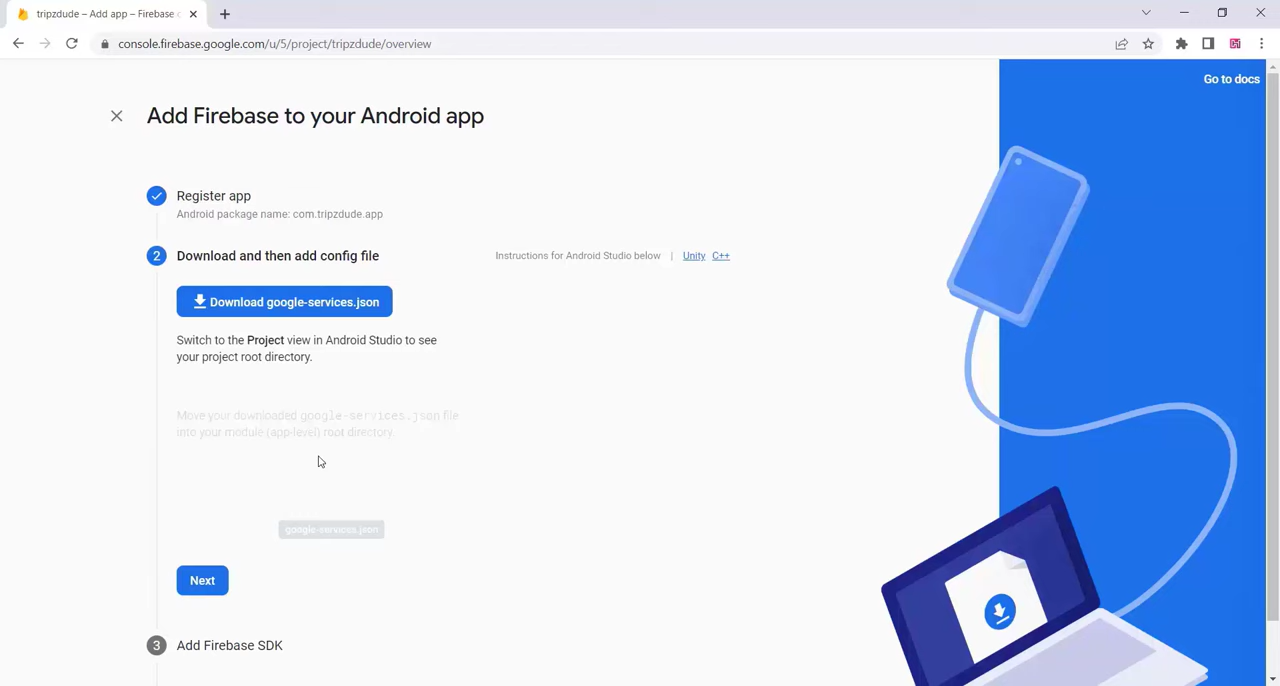 tripzdude – Add app – Firebase c
console.firebase.google.com/u/5/project/tripzdude/overview
Go to docs
Add Firebase to your Android app
Register app
Android package name: com.tripzdude.app
2 Download and then add config file
Instructions for Android Studio below | Unity C++
Download google-services.json
Switch to the Project view in Android Studio to see
your project root directory.
Move your downloaded google-services.json file
into your module (app-level) root directory.
google-services.json
Next
3 Add Firebase SDK